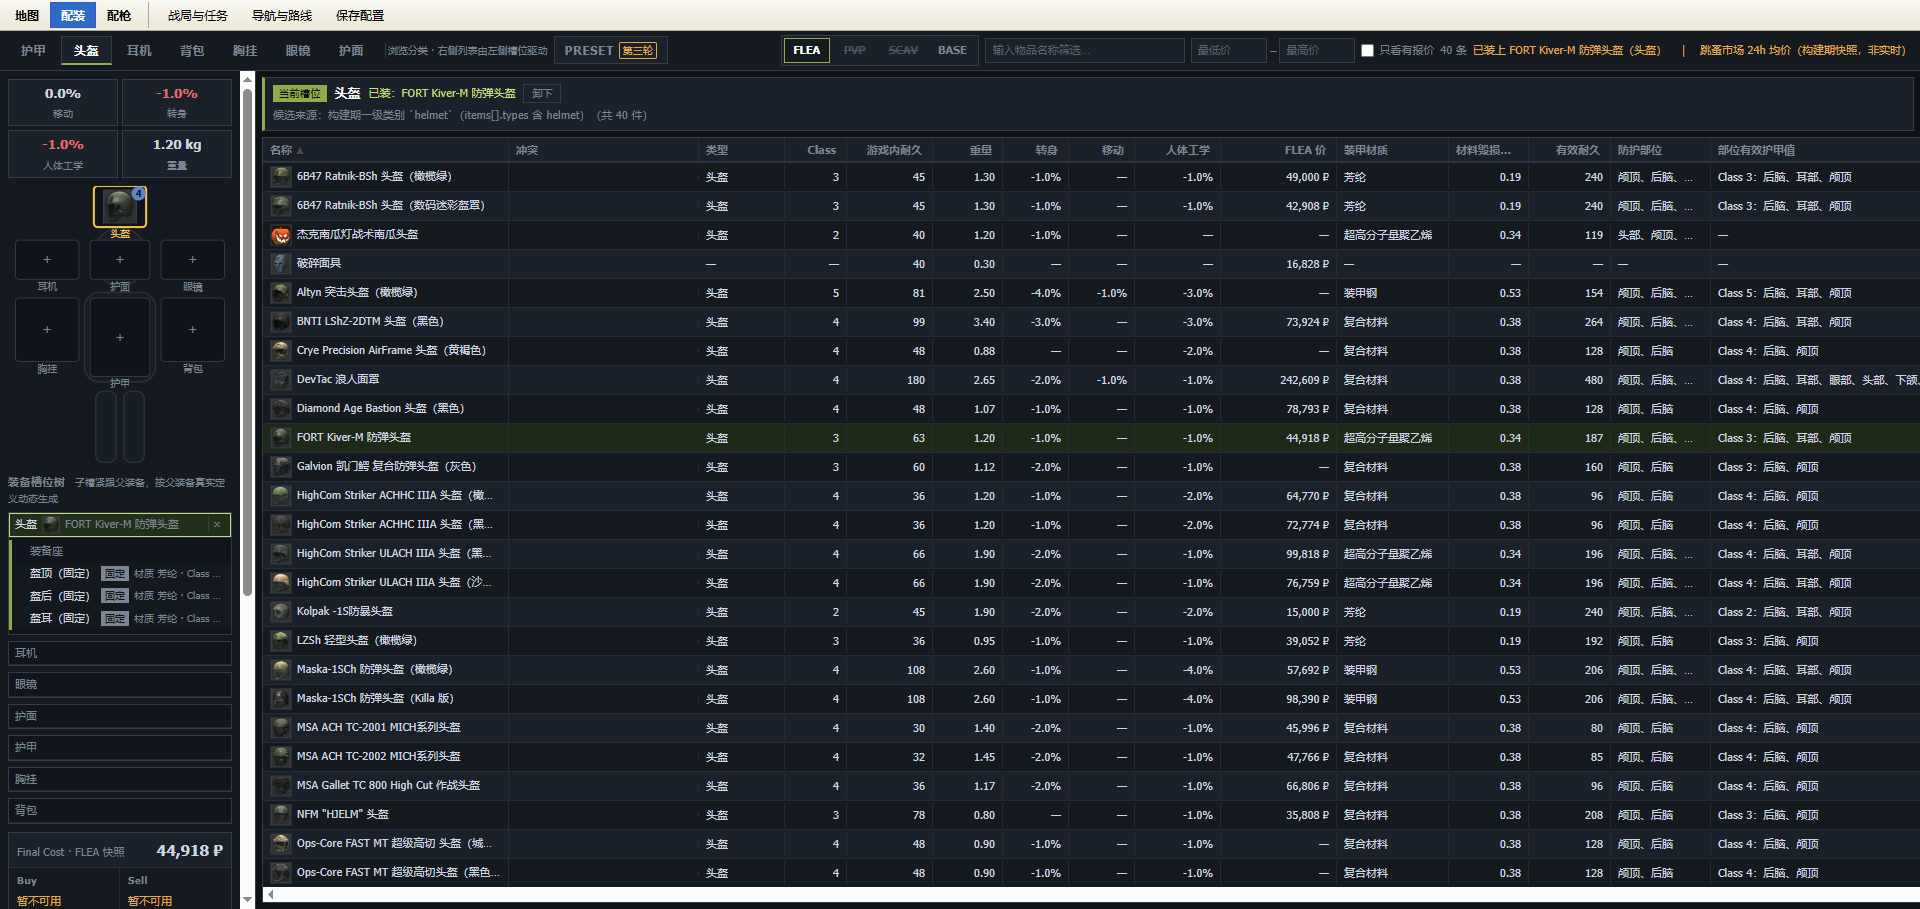 地图 配装 配枪 战局与任务 导航与路线 保存配置
护甲 头盔 耳机 背包 胸挂 眼镜 护面 浏览分类 · 右侧列表由左侧槽位驱动 PRESET 第三轮 FLEA PVP SCAV BASE 输入物品名称筛选... 最低价 — 最高价 只看有报价 40 条 已装上 FORT Kiver-M 防弹头盔（头盔） | 跳蚤市场 24h 均价（构建期快照，非实时）
0.0% 移动
-1.0% 转身
-1.0% 人体工学
1.20 kg 重量
4
头盔
+ + +
耳机 护面 眼镜
+ + +
胸挂 护甲 背包
装备槽位树 子槽紧跟父装备，按父装备真实定义动态生成
头盔 FORT Kiver-M 防弹头盔 ×
装备座
盔顶（固定） 固定 材质 芳纶 · Class ...
盔后（固定） 固定 材质 芳纶 · Class ...
盔耳（固定） 固定 材质 芳纶 · Class ...
耳机
眼镜
护面
护甲
胸挂
背包
Final Cost · FLEA 快照 44,918 ₽
Buy Sell
暂不可用 暂不可用
当前槽位 头盔 已装：FORT Kiver-M 防弹头盔 卸下
候选来源：构建期一级类别 `helmet`（items[].types 含 helmet） （共 40 件）
名称 ▲ 冲突 类型 Class 游戏内耐久 重量 转身 移动 人体工学 FLEA 价 装甲材质 材料毁损... 有效耐久 防护部位 部位有效护甲值
6B47 Ratnik-BSh 头盔（橄榄绿） 头盔 3 45 1.30 -1.0% — -1.0% 49,000 ₽ 芳纶 0.19 240 颅顶、后脑、... Class 3：后脑、耳部、颅顶
6B47 Ratnik-BSh 头盔（数码迷彩盔罩） 头盔 3 45 1.30 -1.0% — -1.0% 42,908 ₽ 芳纶 0.19 240 颅顶、后脑、... Class 3：后脑、耳部、颅顶
杰克南瓜灯战术南瓜头盔 头盔 2 40 1.20 -1.0% — — — 超高分子量聚乙烯 0.34 119 头部、颅顶、... —
破碎面具 — — 40 0.30 — — — 16,828 ₽ — — — — —
Altyn 突击头盔（橄榄绿） 头盔 5 81 2.50 -4.0% -1.0% -3.0% — 装甲钢 0.53 154 颅顶、后脑、... Class 5：后脑、耳部、颅顶
BNTI LShZ-2DTM 头盔（黑色） 头盔 4 99 3.40 -3.0% — -3.0% 73,924 ₽ 复合材料 0.38 264 颅顶、后脑、... Class 4：后脑、耳部、颅顶
Crye Precision AirFrame 头盔（黄褐色） 头盔 4 48 0.88 — — -2.0% — 复合材料 0.38 128 颅顶、后脑 Class 4：后脑、颅顶
DevTac 浪人面罩 头盔 4 180 2.65 -2.0% -1.0% -1.0% 242,609 ₽ 复合材料 0.38 480 颅顶、后脑、... Class 4：后脑、耳部、眼部、头部、下颌、
Diamond Age Bastion 头盔（黑色） 头盔 4 48 1.07 -1.0% — -1.0% 78,793 ₽ 复合材料 0.38 128 颅顶、后脑 Class 4：后脑、颅顶
FORT Kiver-M 防弹头盔 头盔 3 63 1.20 -1.0% — -1.0% 44,918 ₽ 超高分子量聚乙烯 0.34 187 颅顶、后脑、... Class 3：后脑、耳部、颅顶
Galvion 凯门鳄 复合防弹头盔（灰色） 头盔 3 60 1.12 -2.0% — -1.0% — 复合材料 0.38 160 颅顶、后脑 Class 3：后脑、颅顶
HighCom Striker ACHHC IIIA 头盔（橄... 头盔 4 36 1.20 -1.0% — -2.0% 64,770 ₽ 复合材料 0.38 96 颅顶、后脑 Class 4：后脑、颅顶
HighCom Striker ACHHC IIIA 头盔（黑... 头盔 4 36 1.20 -1.0% — -2.0% 72,774 ₽ 复合材料 0.38 96 颅顶、后脑 Class 4：后脑、颅顶
HighCom Striker ULACH IIIA 头盔（黑... 头盔 4 66 1.90 -2.0% — -1.0% 99,818 ₽ 超高分子量聚乙烯 0.34 196 颅顶、后脑、... Class 4：后脑、耳部、颅顶
HighCom Striker ULACH IIIA 头盔（沙... 头盔 4 66 1.90 -2.0% — -1.0% 76,759 ₽ 超高分子量聚乙烯 0.34 196 颅顶、后脑、... Class 4：后脑、耳部、颅顶
Kolpak -1S防暴头盔 头盔 2 45 1.90 -2.0% — -2.0% 15,000 ₽ 芳纶 0.19 240 颅顶、后脑、... Class 2：后脑、耳部、颅顶
LZSh 轻型头盔（橄榄绿） 头盔 3 36 0.95 -1.0% — -1.0% 39,052 ₽ 芳纶 0.19 192 颅顶、后脑 Class 3：后脑、颅顶
Maska-1SCh 防弹头盔（橄榄绿） 头盔 4 108 2.60 -1.0% — -4.0% 57,692 ₽ 装甲钢 0.53 206 颅顶、后脑、... Class 4：后脑、耳部、颅顶
Maska-1SCh 防弹头盔（Killa 版） 头盔 4 108 2.60 -1.0% — -4.0% 98,390 ₽ 装甲钢 0.53 206 颅顶、后脑、... Class 4：后脑、耳部、颅顶
MSA ACH TC-2001 MICH系列头盔 头盔 4 30 1.40 -2.0% — -1.0% 45,996 ₽ 复合材料 0.38 80 颅顶、后脑 Class 4：后脑、颅顶
MSA ACH TC-2002 MICH系列头盔 头盔 4 32 1.45 -2.0% — -1.0% 47,766 ₽ 复合材料 0.38 85 颅顶、后脑 Class 4：后脑、颅顶
MSA Gallet TC 800 High Cut 作战头盔 头盔 4 36 1.17 -2.0% — -1.0% 66,806 ₽ 复合材料 0.38 96 颅顶、后脑 Class 4：后脑、颅顶
NFM "HJELM" 头盔 头盔 3 78 0.80 — — -1.0% 35,808 ₽ 复合材料 0.38 208 颅顶、后脑 Class 3：后脑、颅顶
Ops-Core FAST MT 超级高切 头盔（城... 头盔 4 48 0.90 -1.0% — -1.0% — 复合材料 0.38 128 颅顶、后脑 Class 4：后脑、颅顶
Ops-Core FAST MT 超级高切头盔（黑色... 头盔 4 48 0.90 -1.0% — -1.0% — 复合材料 0.38 128 颅顶、后脑 Class 4：后脑、颅顶